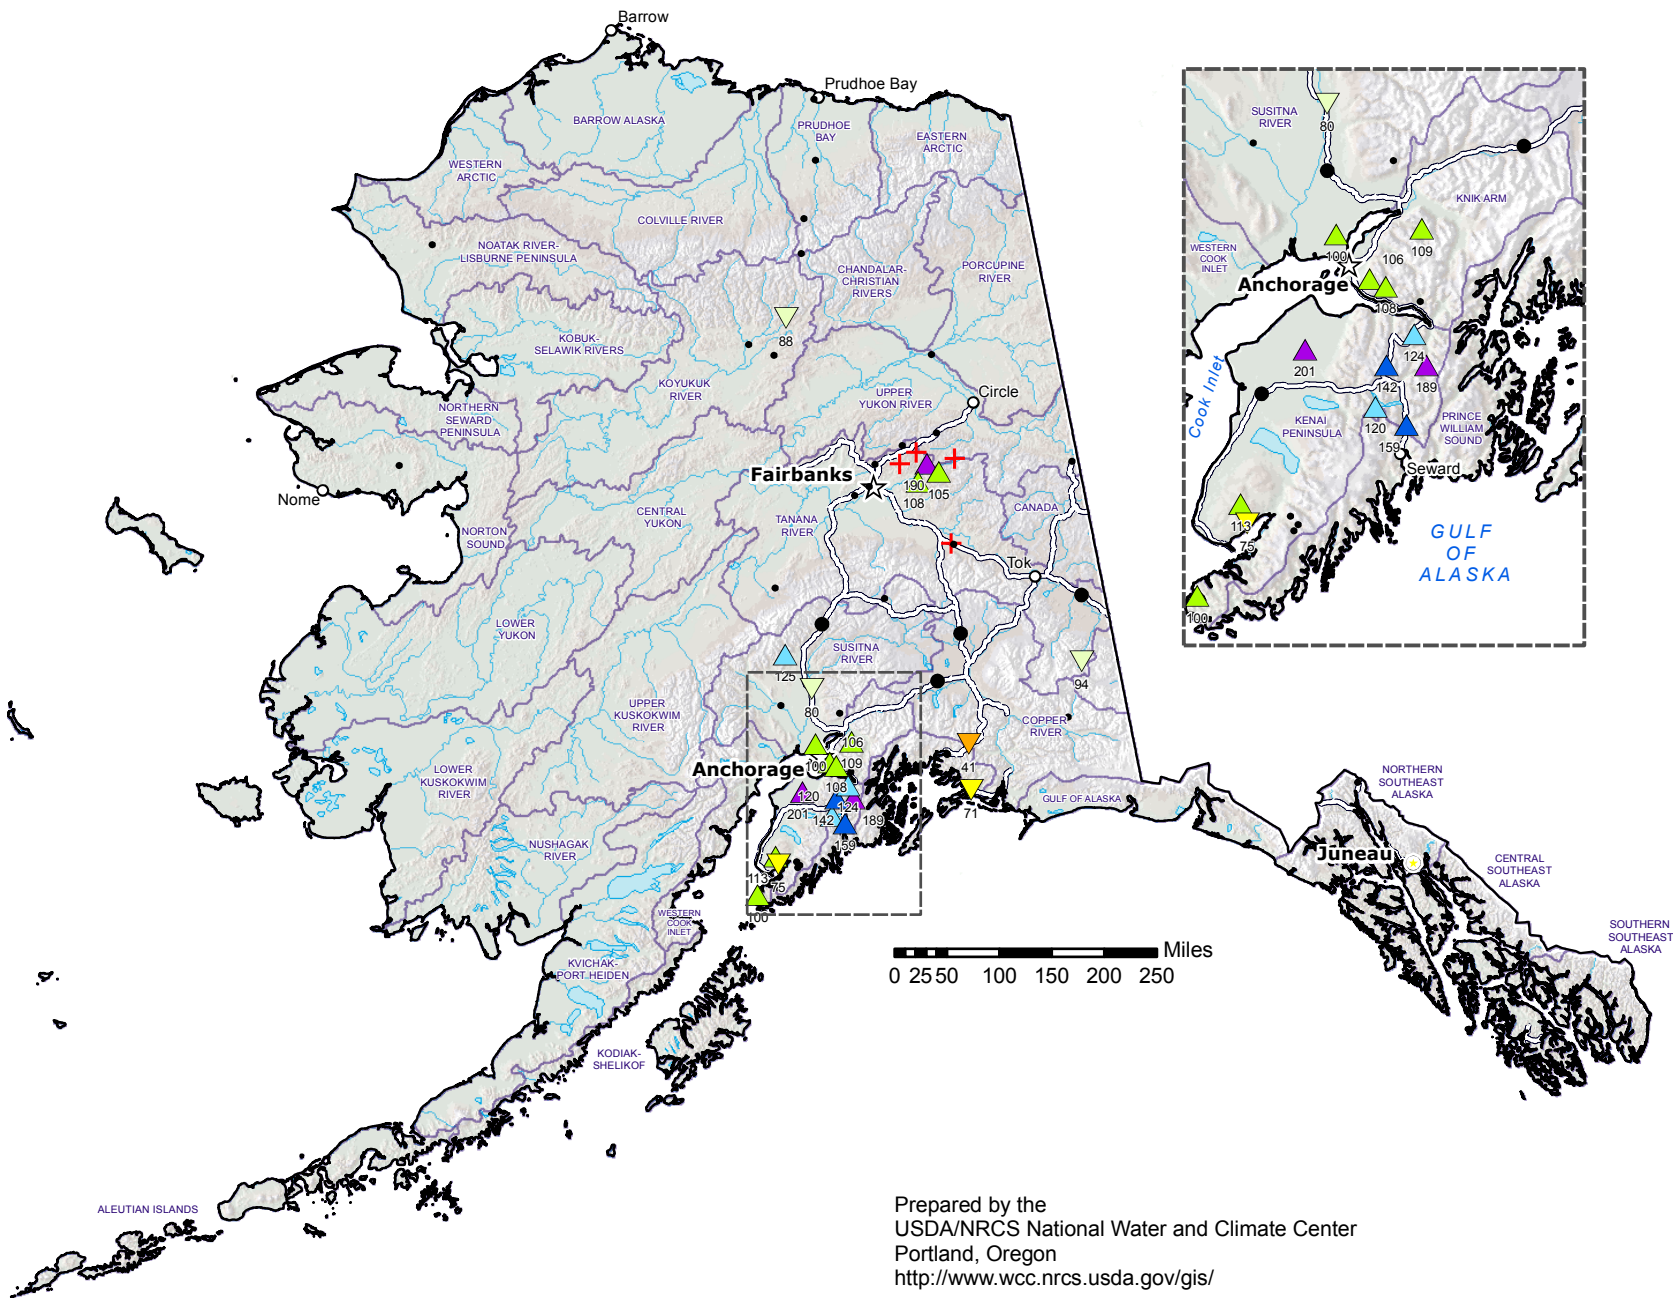 Barrow
Prudhoe Bay
BARROW ALASKA
PRUDHOE
BAY
EASTERN
ARCTIC
WESTERN
ARCTIC
COLVILLE RIVER
NOATAK RIVER-
LISBURNE PENINSULA
CHANDALAR-
CHRISTIAN
RIVERS
PORCUPINE
RIVER
88
KOBUK-
SELAWIK RIVERS
KOYUKUK
RIVER
UPPER
YUKON RIVER
Circle
NORTHERN
SEWARD
PENINSULA
Fairbanks
190
105
108
Nome
CENTRAL
YUKON
TANANA
RIVER
CANADA
NORTON
SOUND
Tok
LOWER
YUKON
SUSITNA
RIVER
125
94
80
UPPER
KUSKOKWIM
RIVER
COPPER
RIVER
106
100
109
41
Anchorage
LOWER
KUSKOKWIM
RIVER
108
120
124
201
142
189
159
71
GULF OF ALASKA
NUSHAGAK
RIVER
113
75
100
WESTERN
COOK
INLET
KVICHAK-
PORT HEIDEN
KODIAK-
SHELIKOF
ALEUTIAN ISLANDS
NORTHERN
SOUTHEAST
ALASKA
Juneau
CENTRAL
SOUTHEAST
ALASKA
SOUTHERN
SOUTHEAST
ALASKA
Miles
0 25 50 100 150 200 250
SUSITNA
RIVER
80
KNIK ARM
WESTERN
COOK
INLET
100
106
109
Anchorage
108
124
201
142
189
Cook Inlet
KENAI
PENINSULA
120
PRINCE
WILLIAM
SOUND
159
Seward
113
75
100
GULF
OF
ALASKA
Prepared by the
USDA/NRCS National Water and Climate Center
Portland, Oregon
http://www.wcc.nrcs.usda.gov/gis/